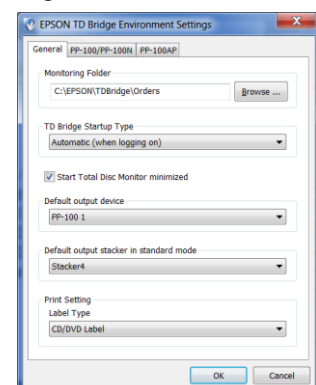 EPSON TD Bridge Environment Settings
General PP-100/PP-100N PP-100AP
Monitoring Folder
C:\EPSON\TDBridge\Orders Browse ...
TD Bridge Startup Type
Automatic (when logging on)
Start Total Disc Monitor minimized
Default output device
PP-100 1
Default output stacker in standard mode
Stacker4
Print Setting
Label Type
CD/DVD Label
OK Cancel